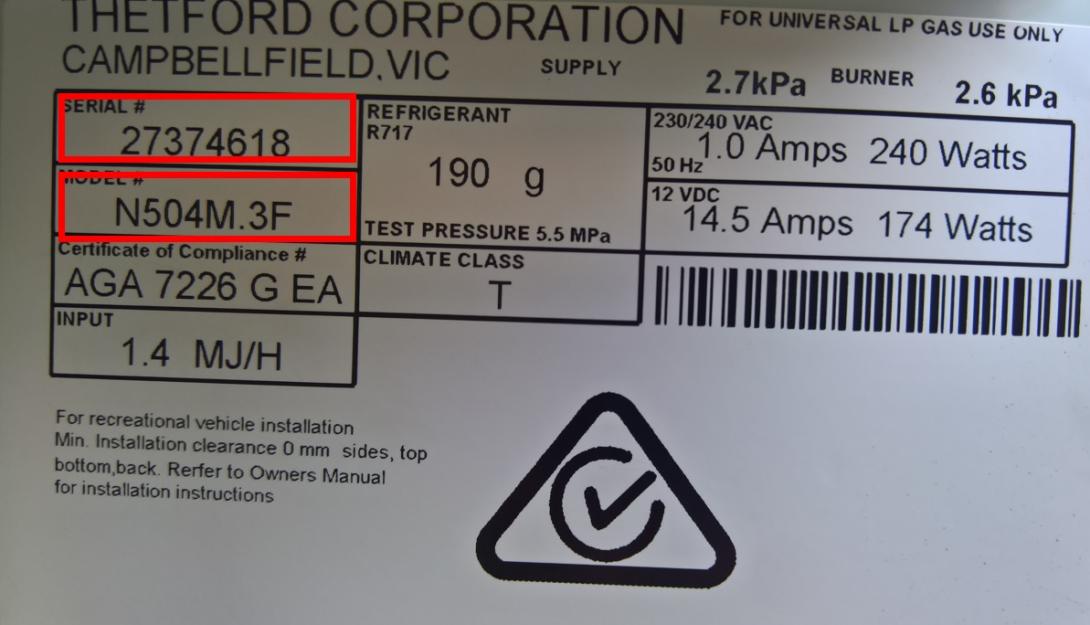 THETFORD CORPORATION
FOR UNIVERSAL LP GAS USE ONLY
CAMPBELLFIELD,VIC
SUPPLY 2.7kPa BURNER 2.6 kPa
SERIAL #
27374618
MODEL #
N504M.3F
Certificate of Compliance #
AGA 7226 G EA
INPUT
1.4 MJ/H
REFRIGERANT
R717
190 g
TEST PRESSURE 5.5 MPa
CLIMATE CLASS
T
230/240 VAC
50 Hz 1.0 Amps 240 Watts
12 VDC
14.5 Amps 174 Watts
For recreational vehicle installation
Min. Installation clearance 0 mm sides, top
bottom,back. Rerfer to Owners Manual
for installation instructions